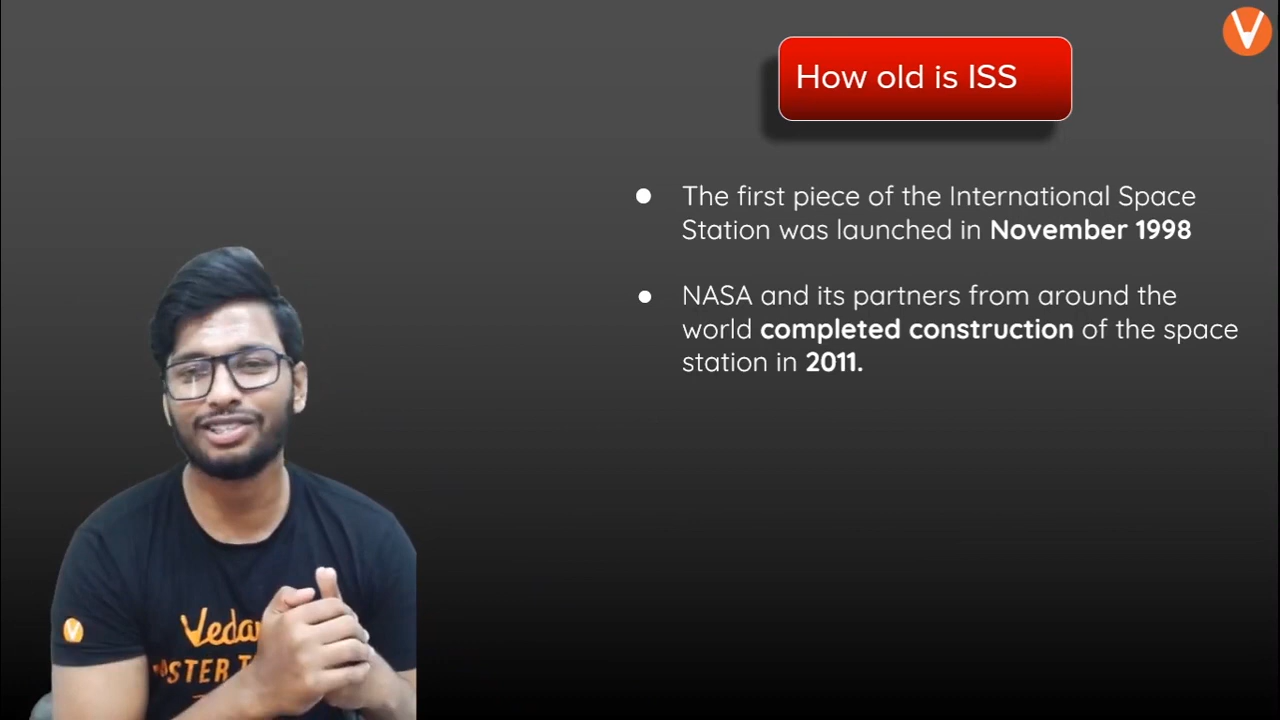 How old is ISS
The first piece of the International Space
Station was launched in November 1998
NASA and its partners from around the
world completed construction of the space
station in 2011.